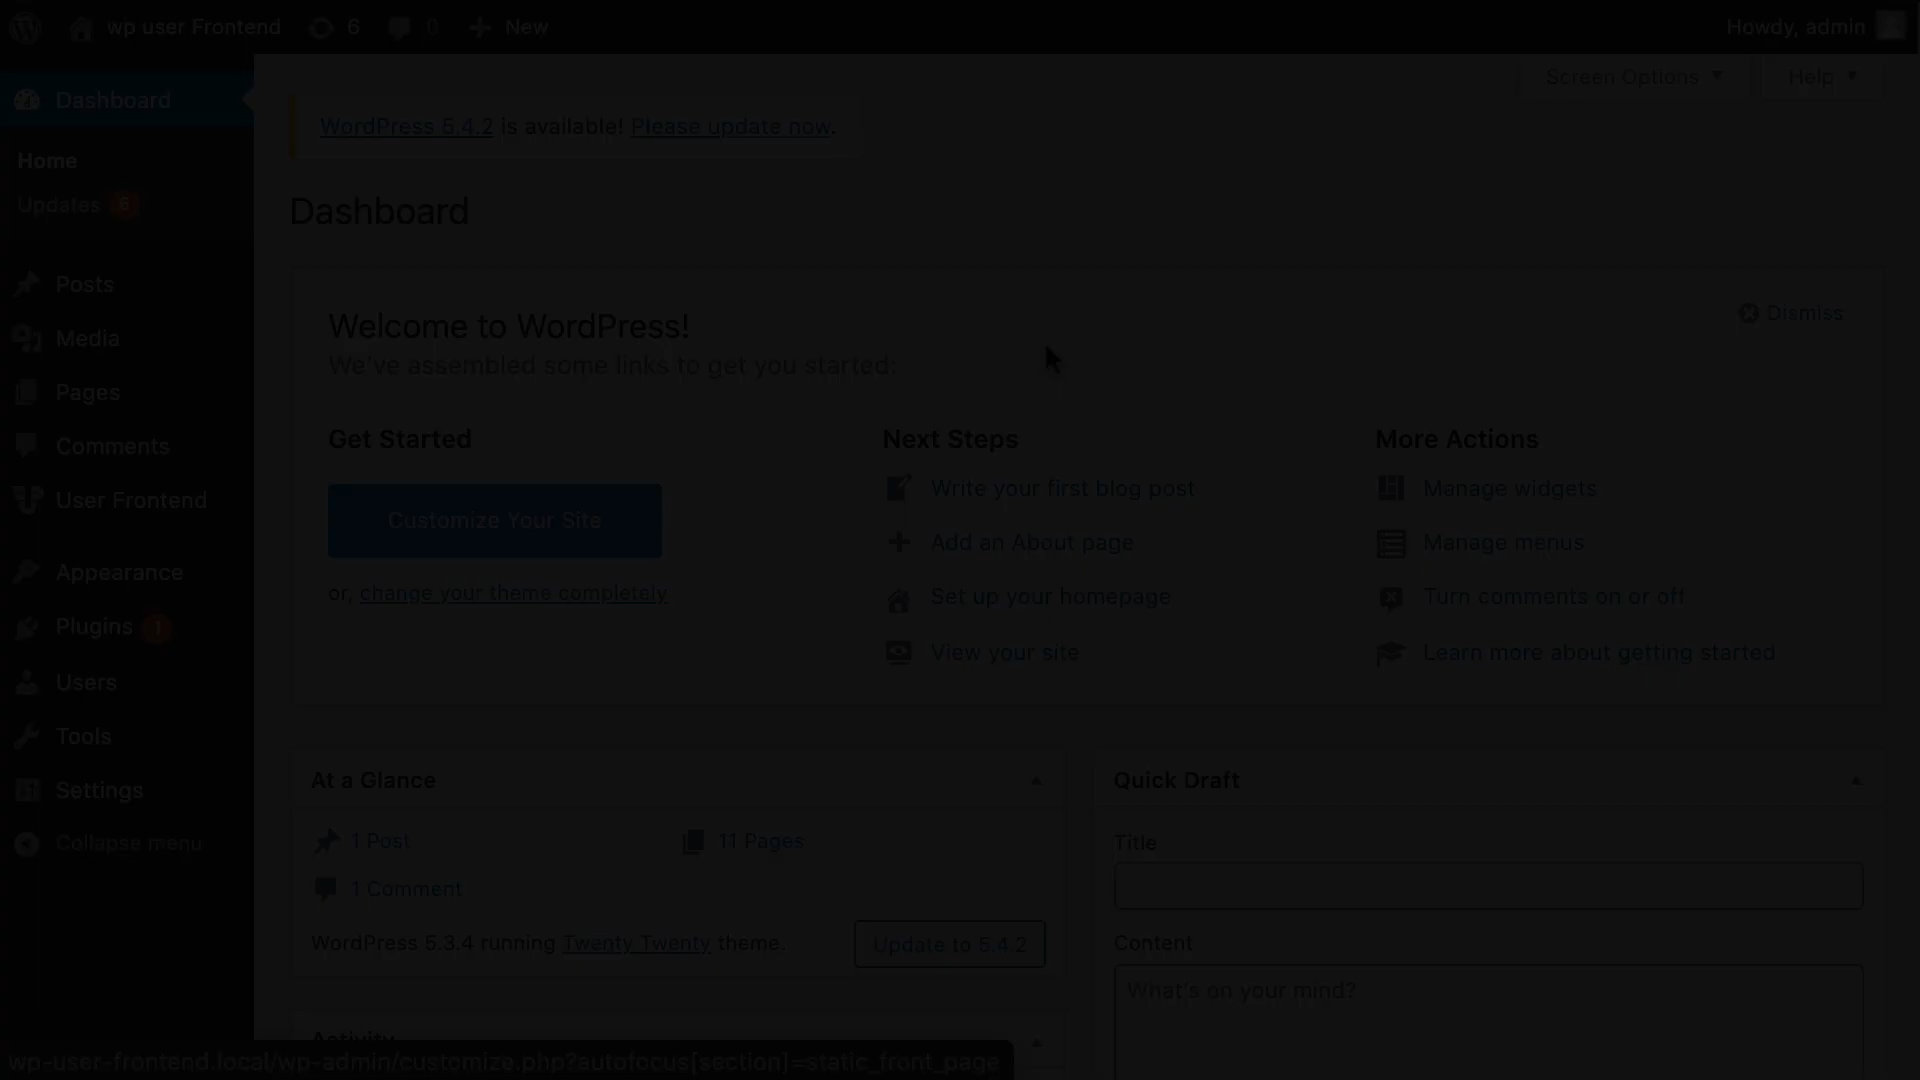 wp user Frontend 6 0 New Howdy, admin
Screen Options Help
Dashboard
Home
Updates 6
Posts
Media
Pages
Comments
User Frontend
Appearance
Plugins 1
Users
Tools
Settings
Collapse menu
WordPress 5.4.2 is available! Please update now.
Dashboard
Welcome to WordPress!
We've assembled some links to get you started:
Dismiss
Get Started
Customize Your Site
or, change your theme completely
Next Steps
Write your first blog post
Add an About page
Set up your homepage
View your site
More Actions
Manage widgets
Manage menus
Turn comments on or off
Learn more about getting started
At a Glance
1 Post 11 Pages
1 Comment
WordPress 5.3.4 running Twenty Twenty theme. Update to 5.4.2
Activity
Quick Draft
Title
Content
What's on your mind?
wp-user-frontend.local/wp-admin/customize.php?autofocus[section]=static_front_page